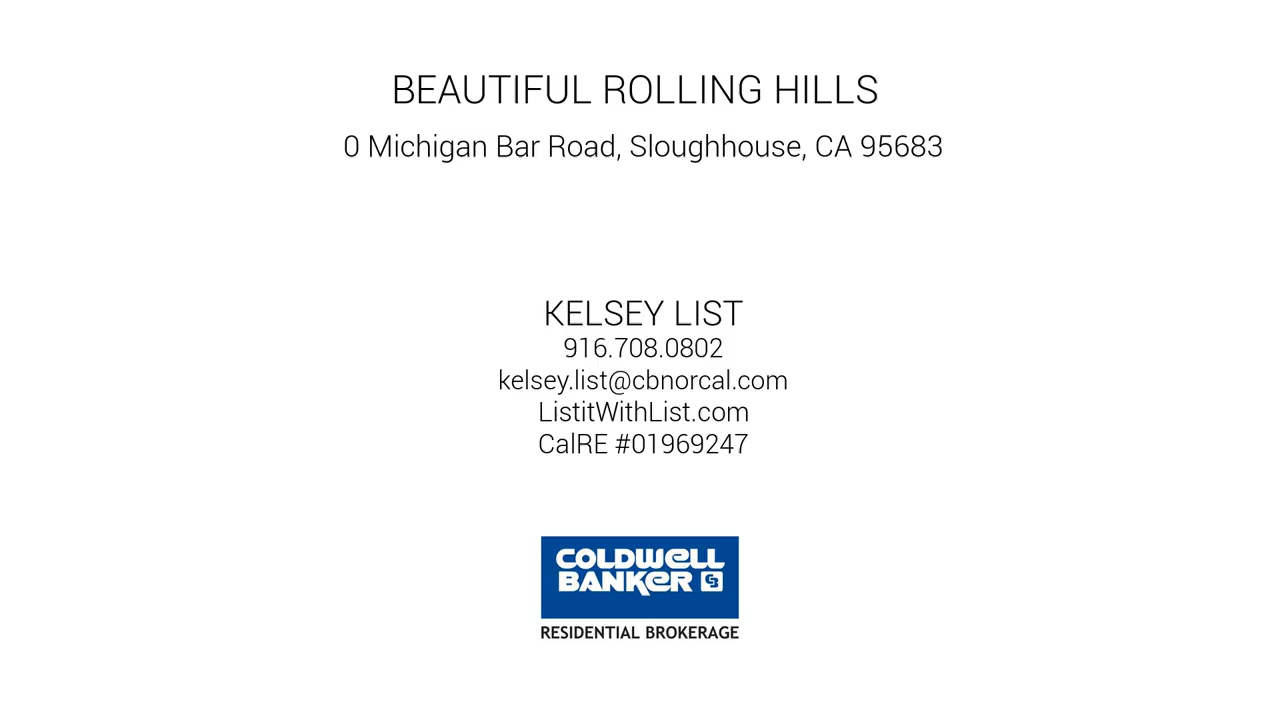 BEAUTIFUL ROLLING HILLS
0 Michigan Bar Road, Sloughhouse, CA 95683
KELSEY LIST
916.708.0802
kelsey.list@cbnorcal.com
ListitWithList.com
CalRE #01969247
COLDWELL
BANKER CB
RESIDENTIAL BROKERAGE